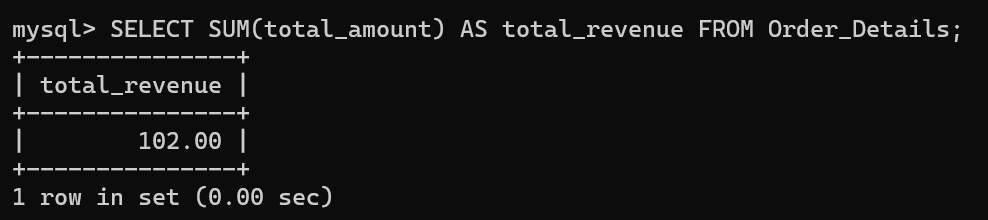 mysql> SELECT SUM(total_amount) AS total_revenue FROM Order_Details;
+---------------+
| total_revenue |
+---------------+
|        102.00 |
+---------------+
1 row in set (0.00 sec)